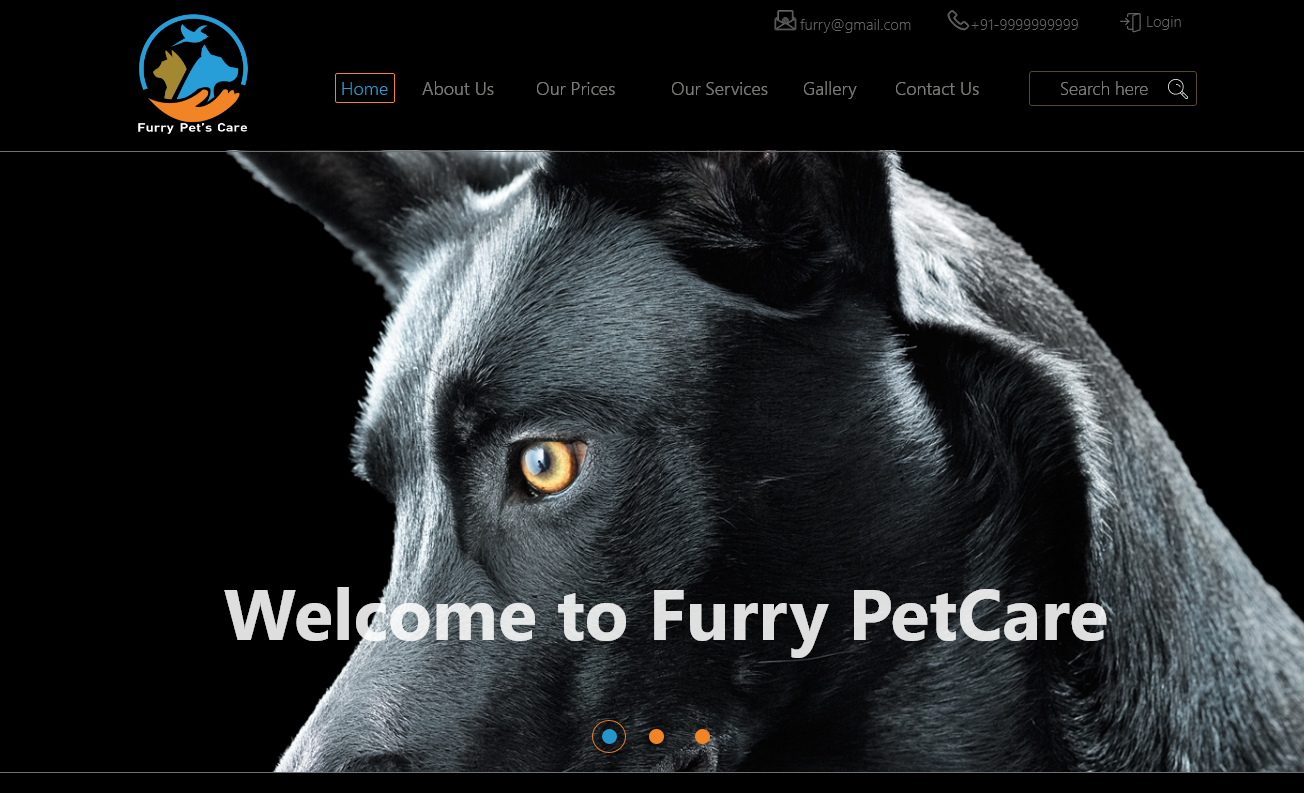 furry@gmail.com
+91-9999999999
Login
Home
About Us
Our Prices
Our Services
Gallery
Contact Us
Search here
Furry Pet's Care
Welcome to Furry PetCare